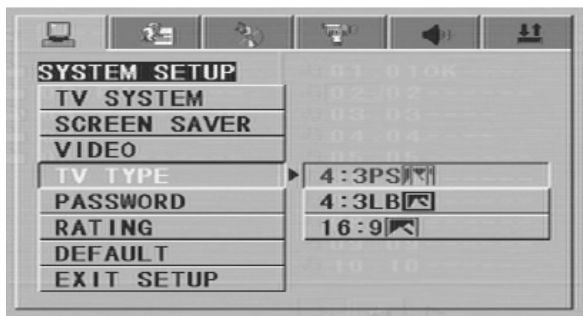 SYSTEM SETUP
TV SYSTEM
SCREEN SAVER
VIDEO
TV TYPE
4:3PS
PASSWORD
4:3LB
RATING
16:9
DEFAULT
EXIT SETUP